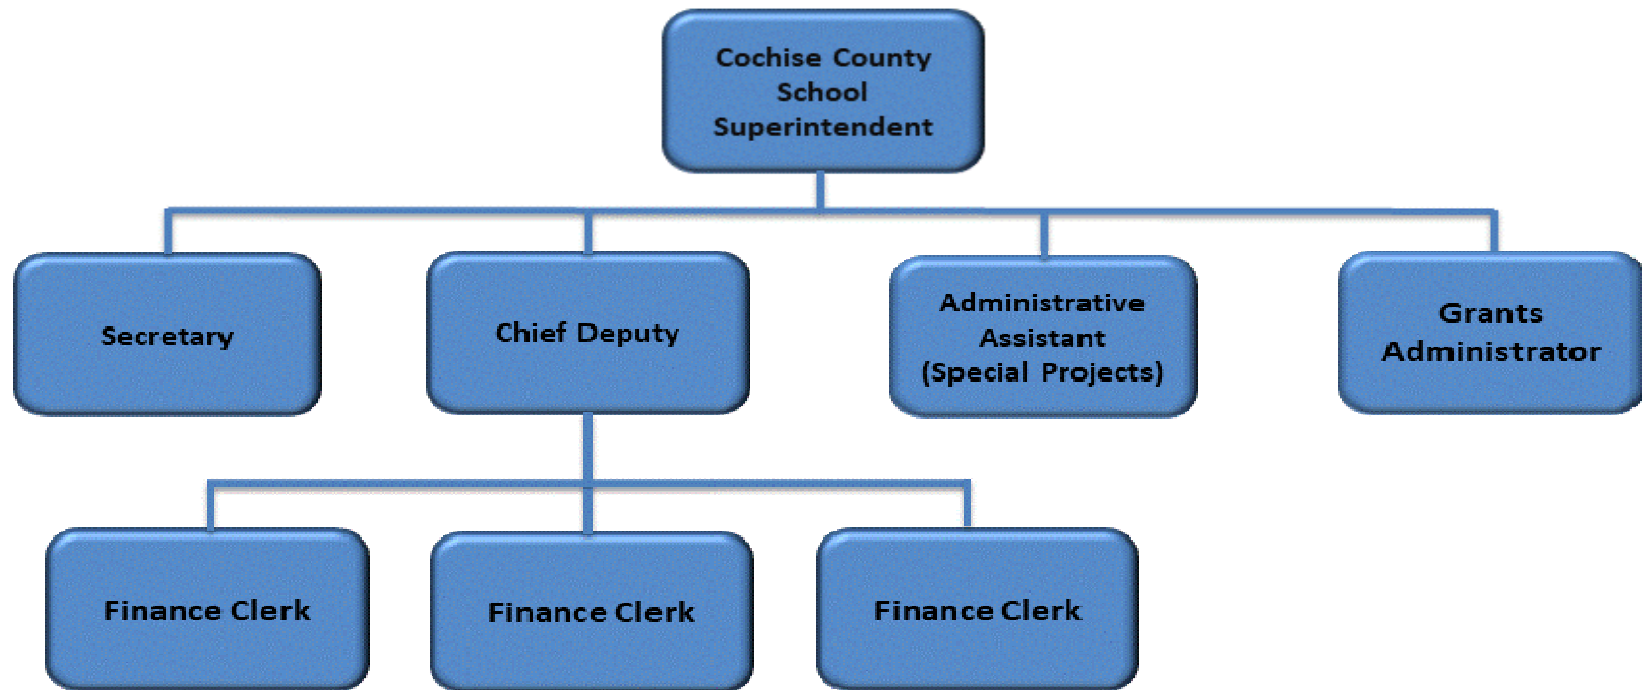 Cochise County
School
Superintendent
Secretary
Chief Deputy
Administrative
Assistant
(Special Projects)
Grants
Administrator
Finance Clerk
Finance Clerk
Finance Clerk